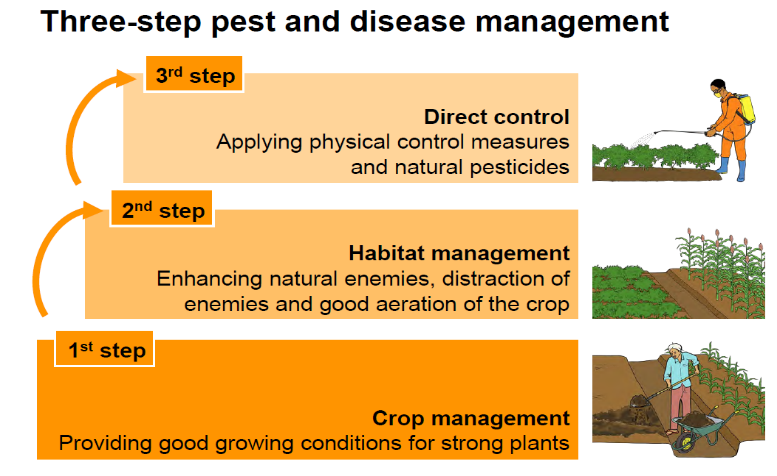 Three-step pest and disease management
3rd step
Direct control
Applying physical control measures
and natural pesticides
2nd step
Habitat management
Enhancing natural enemies, distraction of
enemies and good aeration of the crop
1st step
Crop management
Providing good growing conditions for strong plants